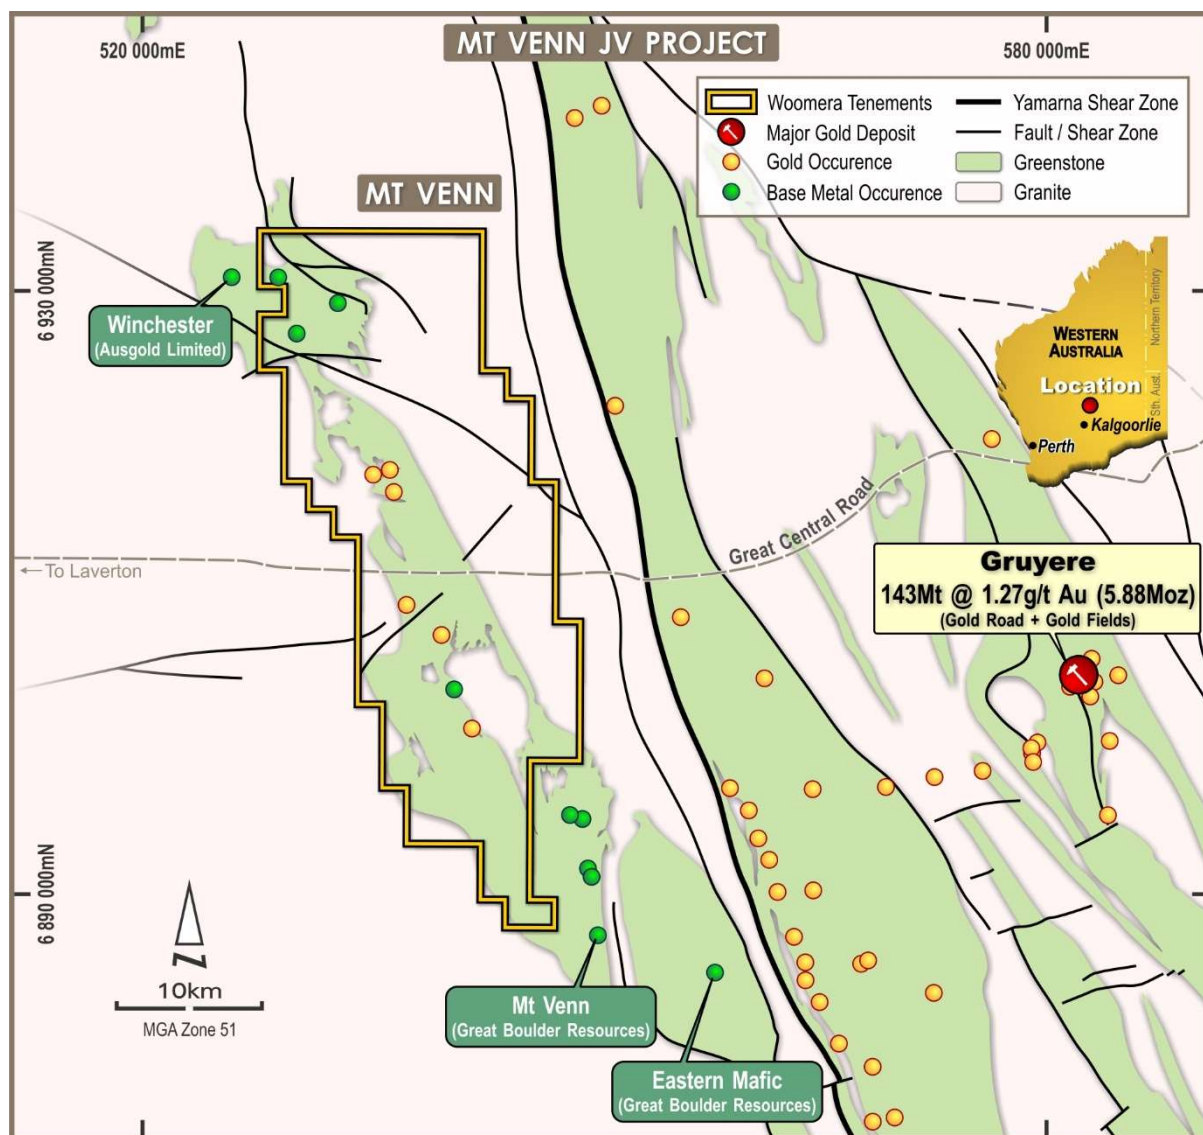 520 000mE
MT VENN JV PROJECT
580 000mE
Woomera Tenements
Major Gold Deposit
Gold Occurence
Base Metal Occurence
Yamarna Shear Zone
Fault / Shear Zone
Greenstone
Granite
MT VENN
6 930 000mN
Winchester
(Ausgold Limited)
WESTERN
AUSTRALIA
Location
Kalgoorlie
Perth
Northern Territory
Sth. Aust.
Great Central Road
To Laverton
Gruyere
143Mt @ 1.27g/t Au (5.88Moz)
(Gold Road + Gold Fields)
6 890 000mN
N
10km
MGA Zone 51
Mt Venn
(Great Boulder Resources)
Eastern Mafic
(Great Boulder Resources)